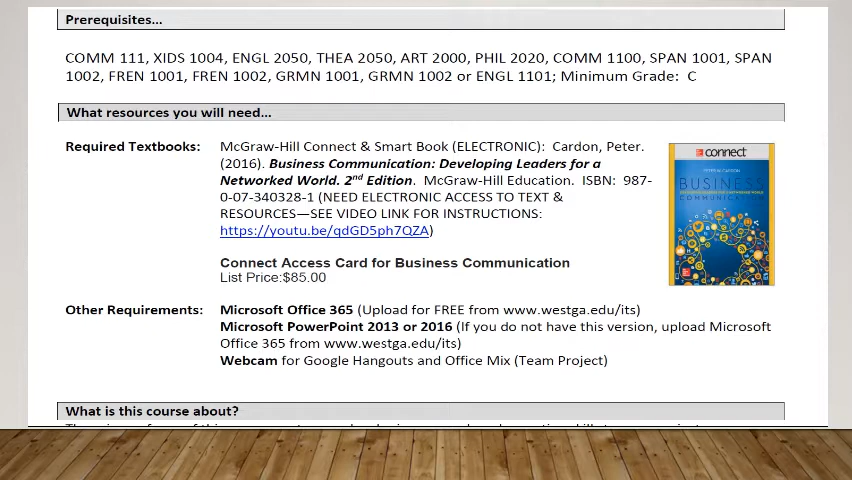 Prerequisites...
COMM 111, XIDS 1004, ENGL 2050, THEA 2050, ART 2000, PHIL 2020, COMM 1100, SPAN 1001, SPAN
1002, FREN 1001, FREN 1002, GRMN 1001, GRMN 1002 or ENGL 1101; Minimum Grade: C
What resources you will need...
Required Textbooks: McGraw-Hill Connect & Smart Book (ELECTRONIC): Cardon, Peter.
(2016). Business Communication: Developing Leaders for a
Networked World. 2nd Edition. McGraw-Hill Education. ISBN: 987-
0-07-340328-1 (NEED ELECTRONIC ACCESS TO TEXT &
RESOURCES—SEE VIDEO LINK FOR INSTRUCTIONS:
https://youtu.be/qdGD5ph7QZA)
connect
PETER W. CARDON
BUSINESS
COMMUNICATION
Connect Access Card for Business Communication
List Price:$85.00
Other Requirements: Microsoft Office 365 (Upload for FREE from www.westga.edu/its)
Microsoft PowerPoint 2013 or 2016 (If you do not have this version, upload Microsoft
Office 365 from www.westga.edu/its)
Webcam for Google Hangouts and Office Mix (Team Project)
What is this course about?